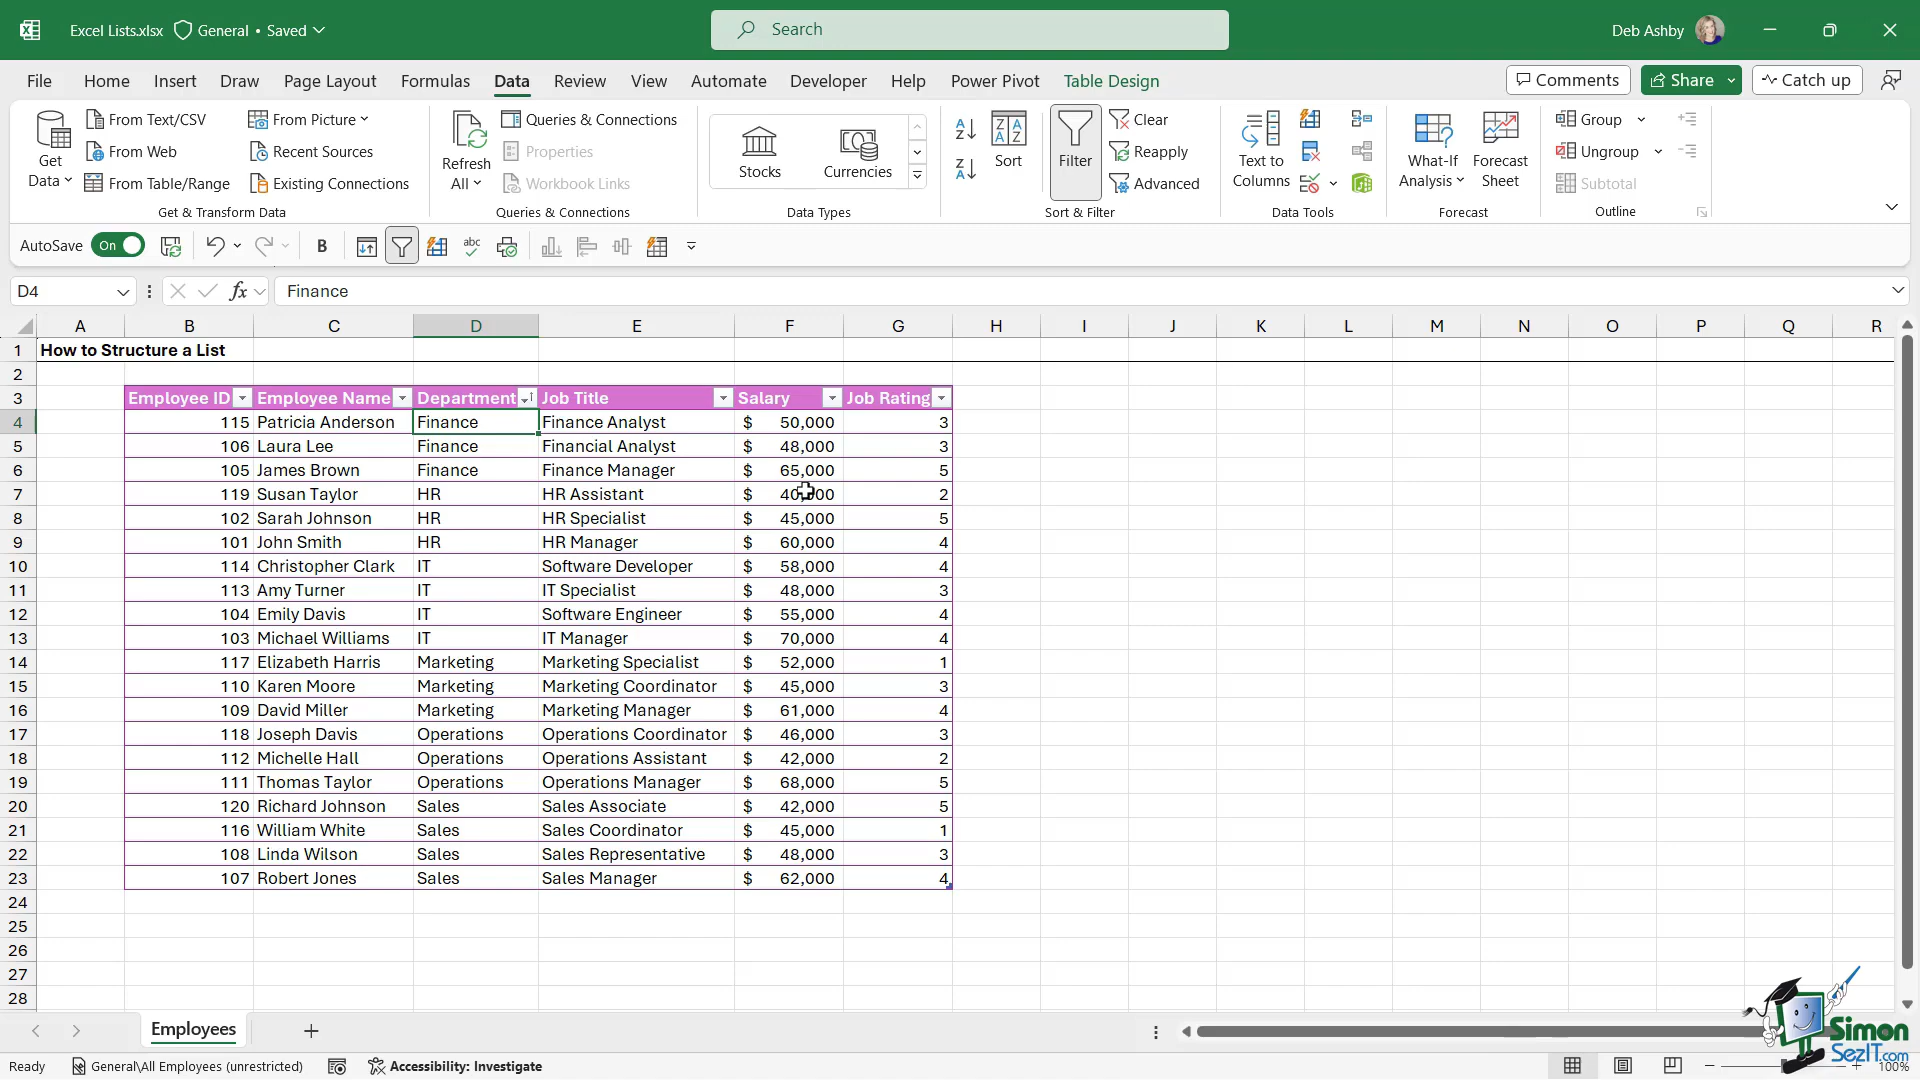 Excel Lists.xlsx General • Saved Search Deb Ashby
File Home Insert Draw Page Layout Formulas Data Review View Automate Developer Help Power Pivot Table Design Comments Share Catch up
Get Data
From Text/CSV
From Web
From Table/Range
From Picture
Recent Sources
Existing Connections
Get & Transform Data
Refresh All
Queries & Connections
Properties
Workbook Links
Queries & Connections
Stocks Currencies
Data Types
Sort
Filter
Clear
Reapply
Advanced
Sort & Filter
Text to Columns
Data Tools
What-If Analysis
Forecast Sheet
Forecast
Group
Ungroup
Subtotal
Outline
AutoSave On B abc
D4 fx Finance
A B C D E F G H I J K L M N O P Q R
1 How to Structure a List
2
3 Employee ID Employee Name Department Job Title Salary Job Rating
4 115 Patricia Anderson Finance Finance Analyst $ 50,000 3
5 106 Laura Lee Finance Financial Analyst $ 48,000 3
6 105 James Brown Finance Finance Manager $ 65,000 5
7 119 Susan Taylor HR HR Assistant $ 40,000 2
8 102 Sarah Johnson HR HR Specialist $ 45,000 5
9 101 John Smith HR HR Manager $ 60,000 4
10 114 Christopher Clark IT Software Developer $ 58,000 4
11 113 Amy Turner IT IT Specialist $ 48,000 3
12 104 Emily Davis IT Software Engineer $ 55,000 4
13 103 Michael Williams IT IT Manager $ 70,000 4
14 117 Elizabeth Harris Marketing Marketing Specialist $ 52,000 1
15 110 Karen Moore Marketing Marketing Coordinator $ 45,000 3
16 109 David Miller Marketing Marketing Manager $ 61,000 4
17 118 Joseph Davis Operations Operations Coordinator $ 46,000 3
18 112 Michelle Hall Operations Operations Assistant $ 42,000 2
19 111 Thomas Taylor Operations Operations Manager $ 68,000 5
20 120 Richard Johnson Sales Sales Associate $ 42,000 5
21 116 William White Sales Sales Coordinator $ 45,000 1
22 108 Linda Wilson Sales Sales Representative $ 48,000 3
23 107 Robert Jones Sales Sales Manager $ 62,000 4
24
25
26
27
28
Employees
Simon
SezIT.com
Ready General\All Employees (unrestricted) Accessibility: Investigate 100%